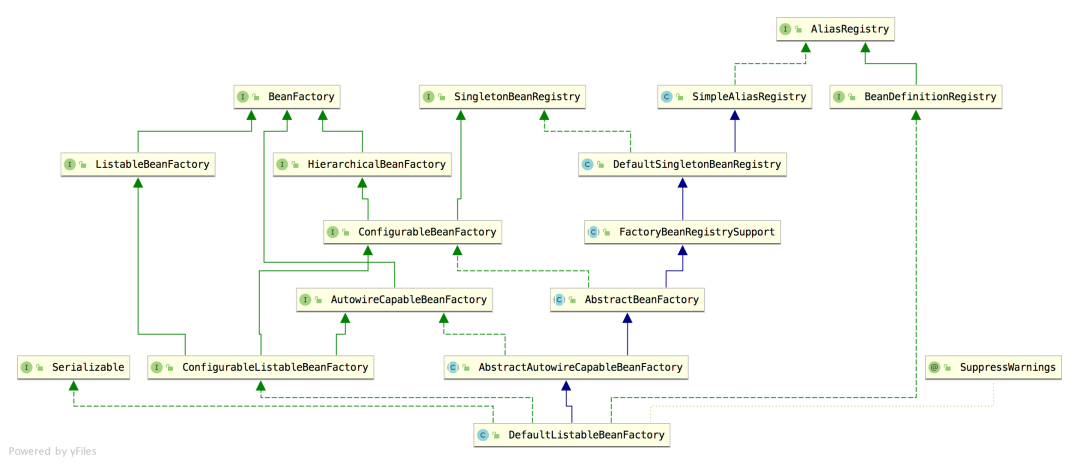 I AliasRegistry
I BeanFactory
I SingletonBeanRegistry
C SimpleAliasRegistry
I BeanDefinitionRegistry
I ListableBeanFactory
I HierarchicalBeanFactory
C DefaultSingletonBeanRegistry
I ConfigurableBeanFactory
C FactoryBeanRegistrySupport
I AutowireCapableBeanFactory
C AbstractBeanFactory
I Serializable
I ConfigurableListableBeanFactory
C AbstractAutowireCapableBeanFactory
@ SuppressWarnings
C DefaultListableBeanFactory
Powered by yFiles